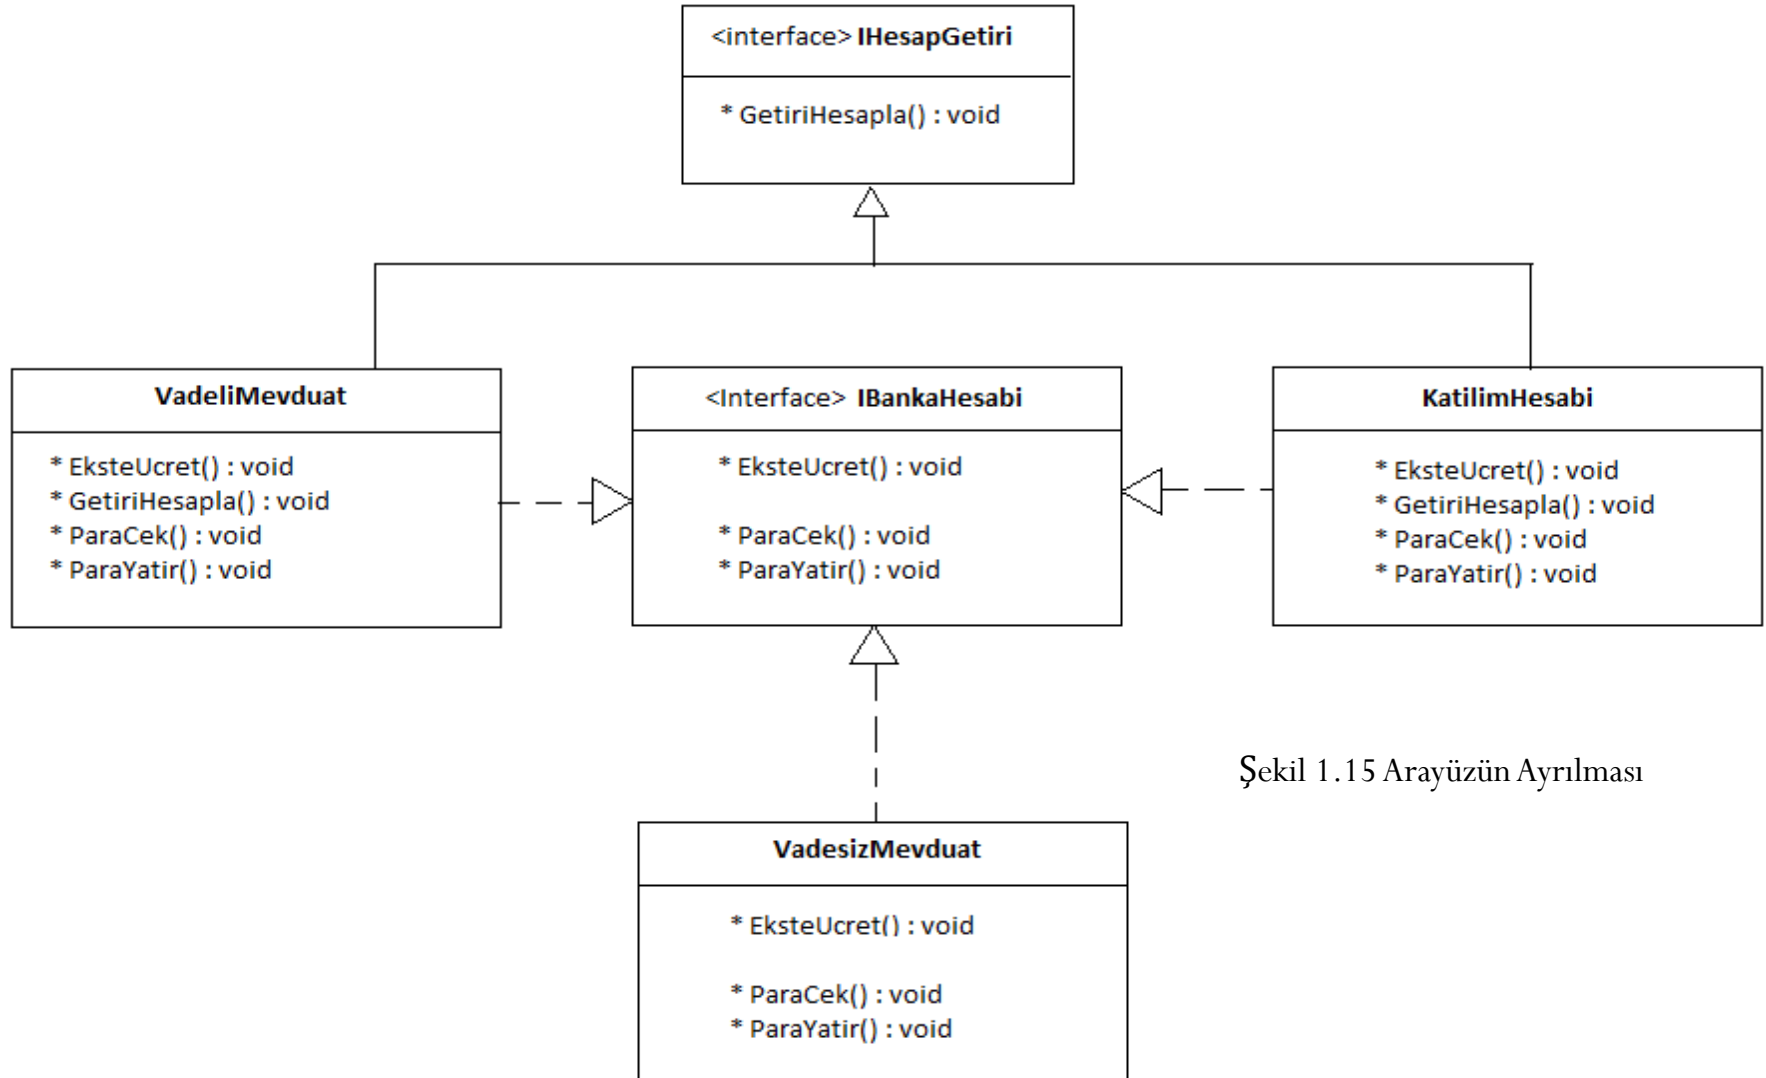 <interface> IHesapGetiri
* GetiriHesapla() : void
VadeliMevduat
* EksteUcret() : void
* GetiriHesapla() : void
* ParaCek() : void
* ParaYatir() : void
<Interface> IBankaHesabi
* EksteUcret() : void
* ParaCek() : void
* ParaYatir() : void
KatilimHesabi
* EksteUcret() : void
* GetiriHesapla() : void
* ParaCek() : void
* ParaYatir() : void
Şekil 1.15 Arayüzün Ayrılması
VadesizMevduat
* EksteUcret() : void
* ParaCek() : void
* ParaYatir() : void